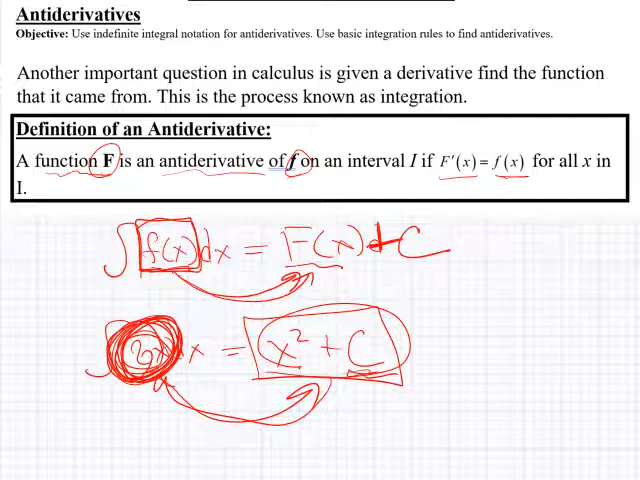 Antiderivatives
Objective: Use indefinite integral notation for antiderivatives. Use basic integration rules to find antiderivatives.
Another important question in calculus is given a derivative find the function
that it came from. This is the process known as integration.
Definition of an Antiderivative:
A function F is an antiderivative of f on an interval I if F'(x) = f(x) for all x in
I.
∫ f(x) dx = F(x) + C
∫ 2x dx = x² + C